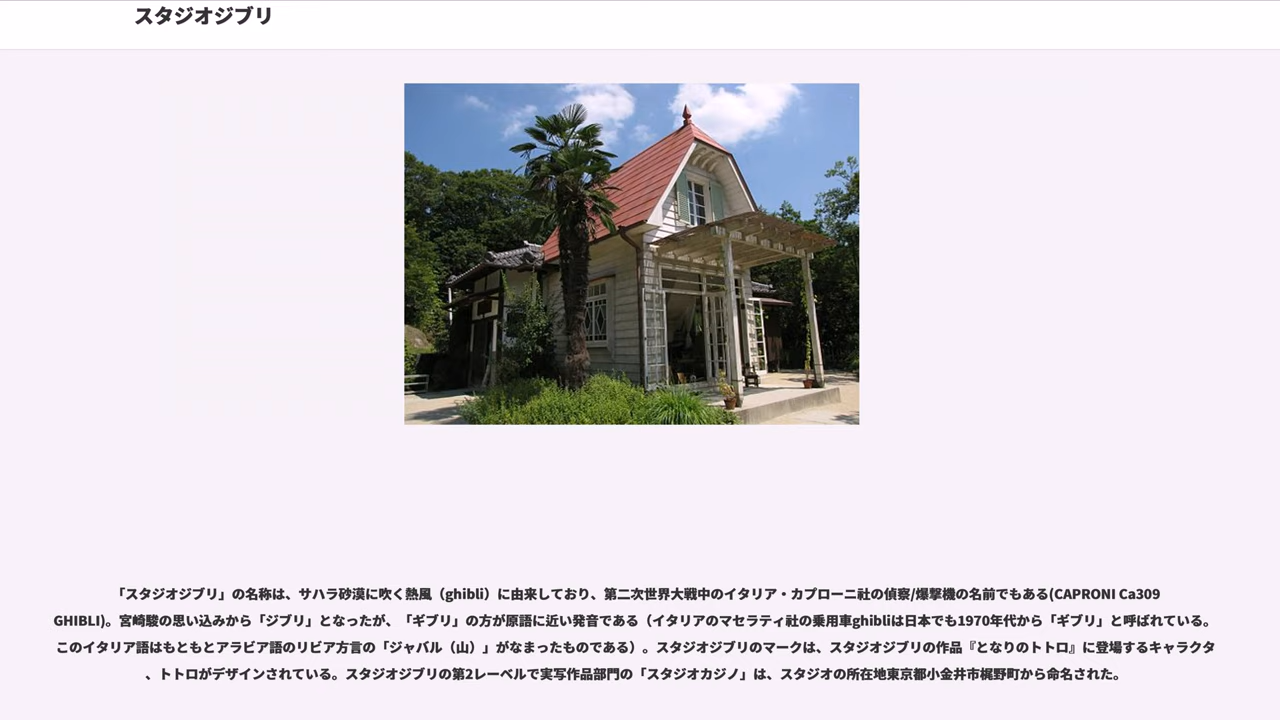 スタジオジブリ
「スタジオジブリ」の名称は、サハラ砂漠に吹く熱風（ghibli）に由来しており、第二次世界大戦中のイタリア・カプローニ社の偵察/爆撃機の名前でもある(CAPRONI Ca309
GHIBLI)。宮崎駿の思い込みから「ジブリ」となったが、「ギブリ」の方が原語に近い発音である（イタリアのマセラティ社の乗用車ghibliは日本でも1970年代から「ギブリ」と呼ばれている。
このイタリア語はもともとアラビア語のリビア方言の「ジャバル（山）」がなまったものである）。スタジオジブリのマークは、スタジオジブリの作品『となりのトトロ』に登場するキャラクタ
、トトロがデザインされている。スタジオジブリの第2レーベルで実写作品部門の「スタジオカジノ」は、スタジオの所在地東京都小金井市梶野町から命名された。